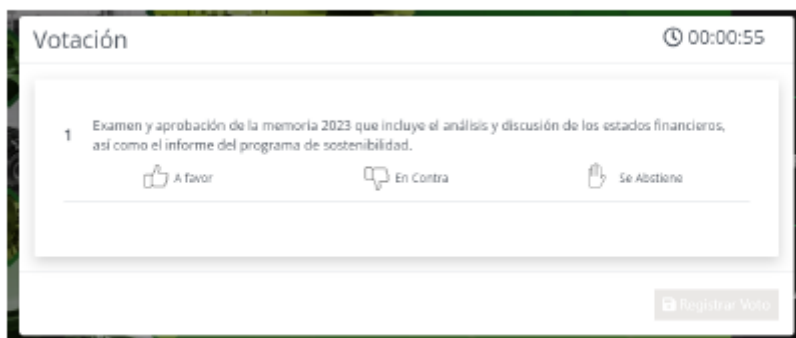 Votación
00:00:55
1
Examen y aprobación de la memoria 2023 que incluye el análisis y discusión de los estados financieros,
así como el informe del programa de sostenibilidad.
A favor
En Contra
Se Abstiene
Registrar Voto